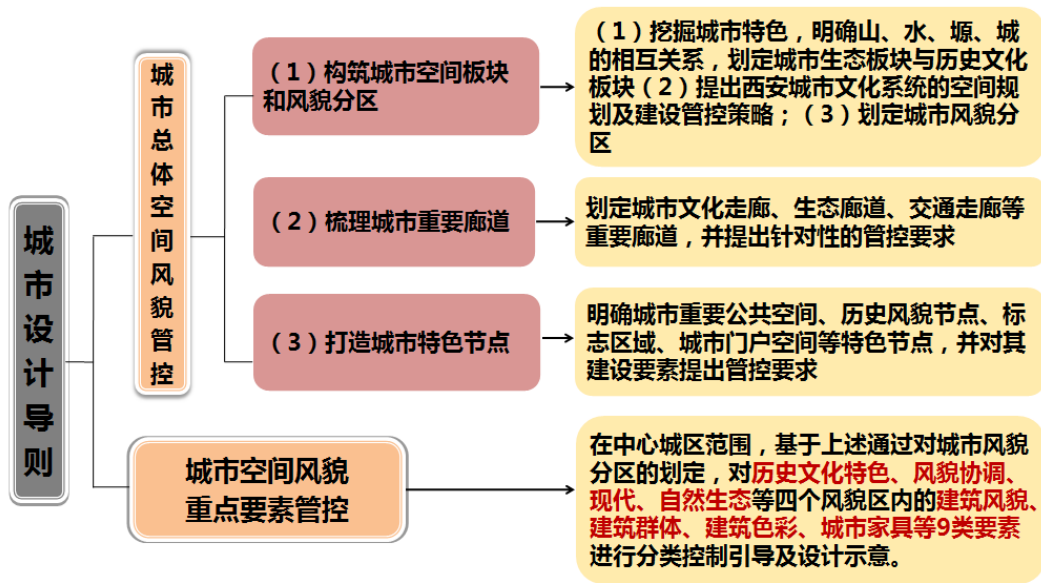 城市设计导则
城市总体空间风貌管控
（1）构筑城市空间板块
和风貌分区
（1）挖掘城市特色，明确山、水、塬、城
的相互关系，划定城市生态板块与历史文化
板块（2）提出西安城市文化系统的空间规
划及建设管控策略；（3）划定城市风貌分
区
（2）梳理城市重要廊道
划定城市文化走廊、生态廊道、交通走廊等
重要廊道，并提出针对性的管控要求
（3）打造城市特色节点
明确城市重要公共空间、历史风貌节点、标
志区域、城市门户空间等特色节点，并对其
建设要素提出管控要求
城市空间风貌
重点要素管控
在中心城区范围，基于上述通过对城市风貌
分区的划定，对历史文化特色、风貌协调、
现代、自然生态等四个风貌区内的建筑风貌、
建筑群体、建筑色彩、城市家具等9类要素
进行分类控制引导及设计示意。